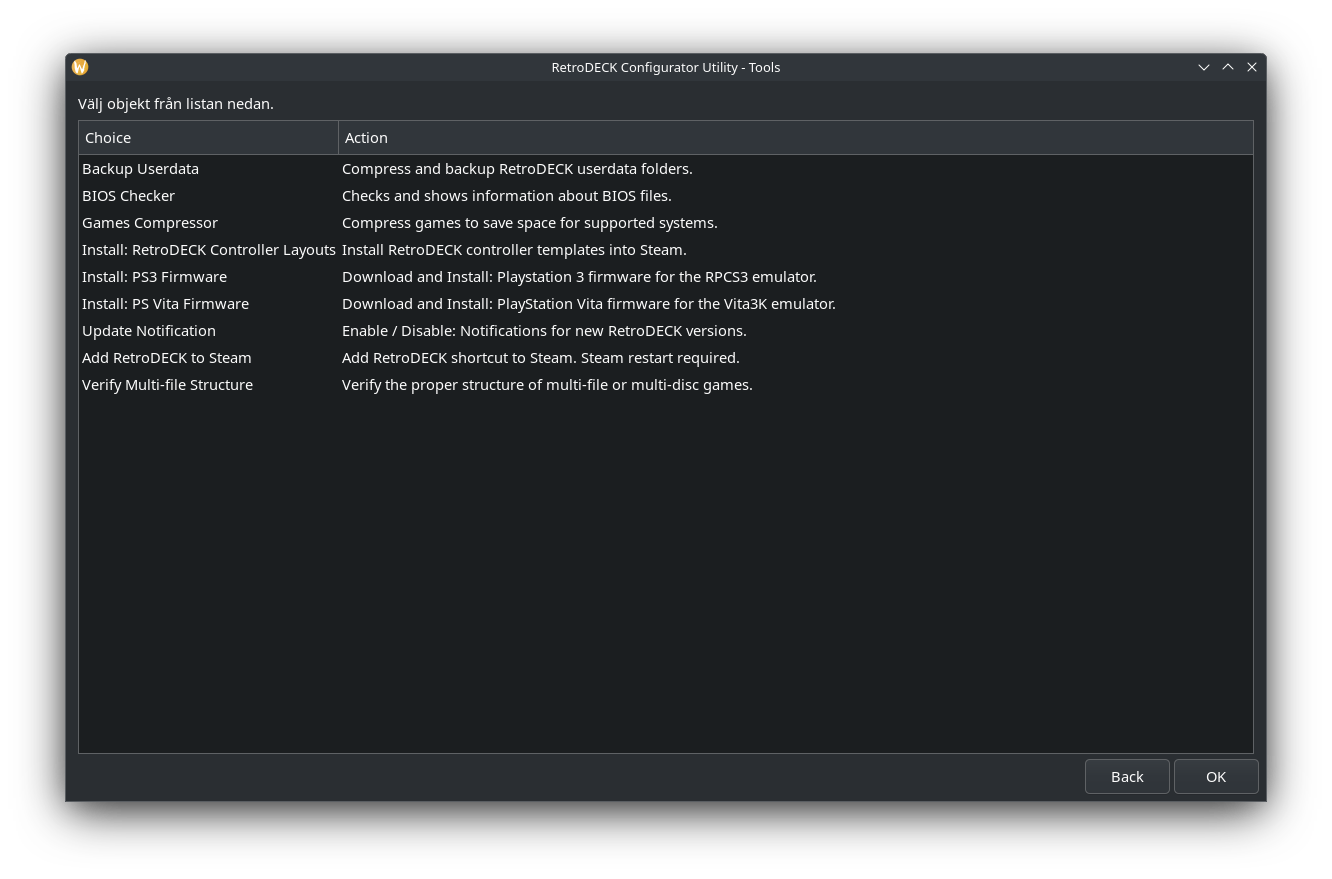 RetroDECK Configurator Utility - Tools
Välj objekt från listan nedan.
Choice Action
Backup Userdata Compress and backup RetroDECK userdata folders.
BIOS Checker Checks and shows information about BIOS files.
Games Compressor Compress games to save space for supported systems.
Install: RetroDECK Controller Layouts Install RetroDECK controller templates into Steam.
Install: PS3 Firmware Download and Install: Playstation 3 firmware for the RPCS3 emulator.
Install: PS Vita Firmware Download and Install: PlayStation Vita firmware for the Vita3K emulator.
Update Notification Enable / Disable: Notifications for new RetroDECK versions.
Add RetroDECK to Steam Add RetroDECK shortcut to Steam. Steam restart required.
Verify Multi-file Structure Verify the proper structure of multi-file or multi-disc games.
Back OK